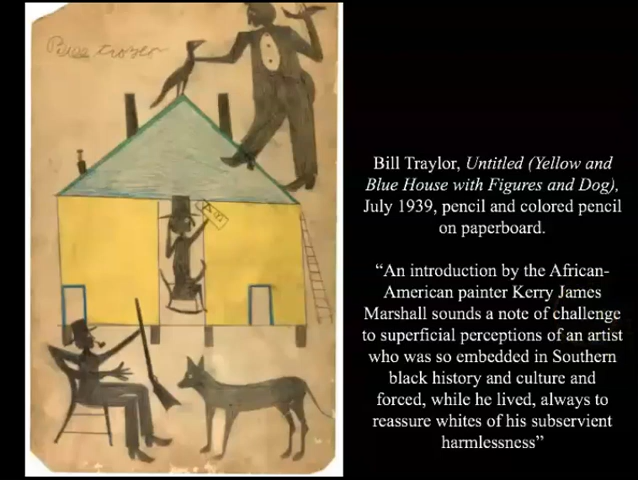 Bill Traylor, Untitled (Yellow and
Blue House with Figures and Dog),
July 1939, pencil and colored pencil
on paperboard.
“An introduction by the African-
American painter Kerry James
Marshall sounds a note of challenge
to superficial perceptions of an artist
who was so embedded in Southern
black history and culture and
forced, while he lived, always to
reassure whites of his subservient
harmlessness”